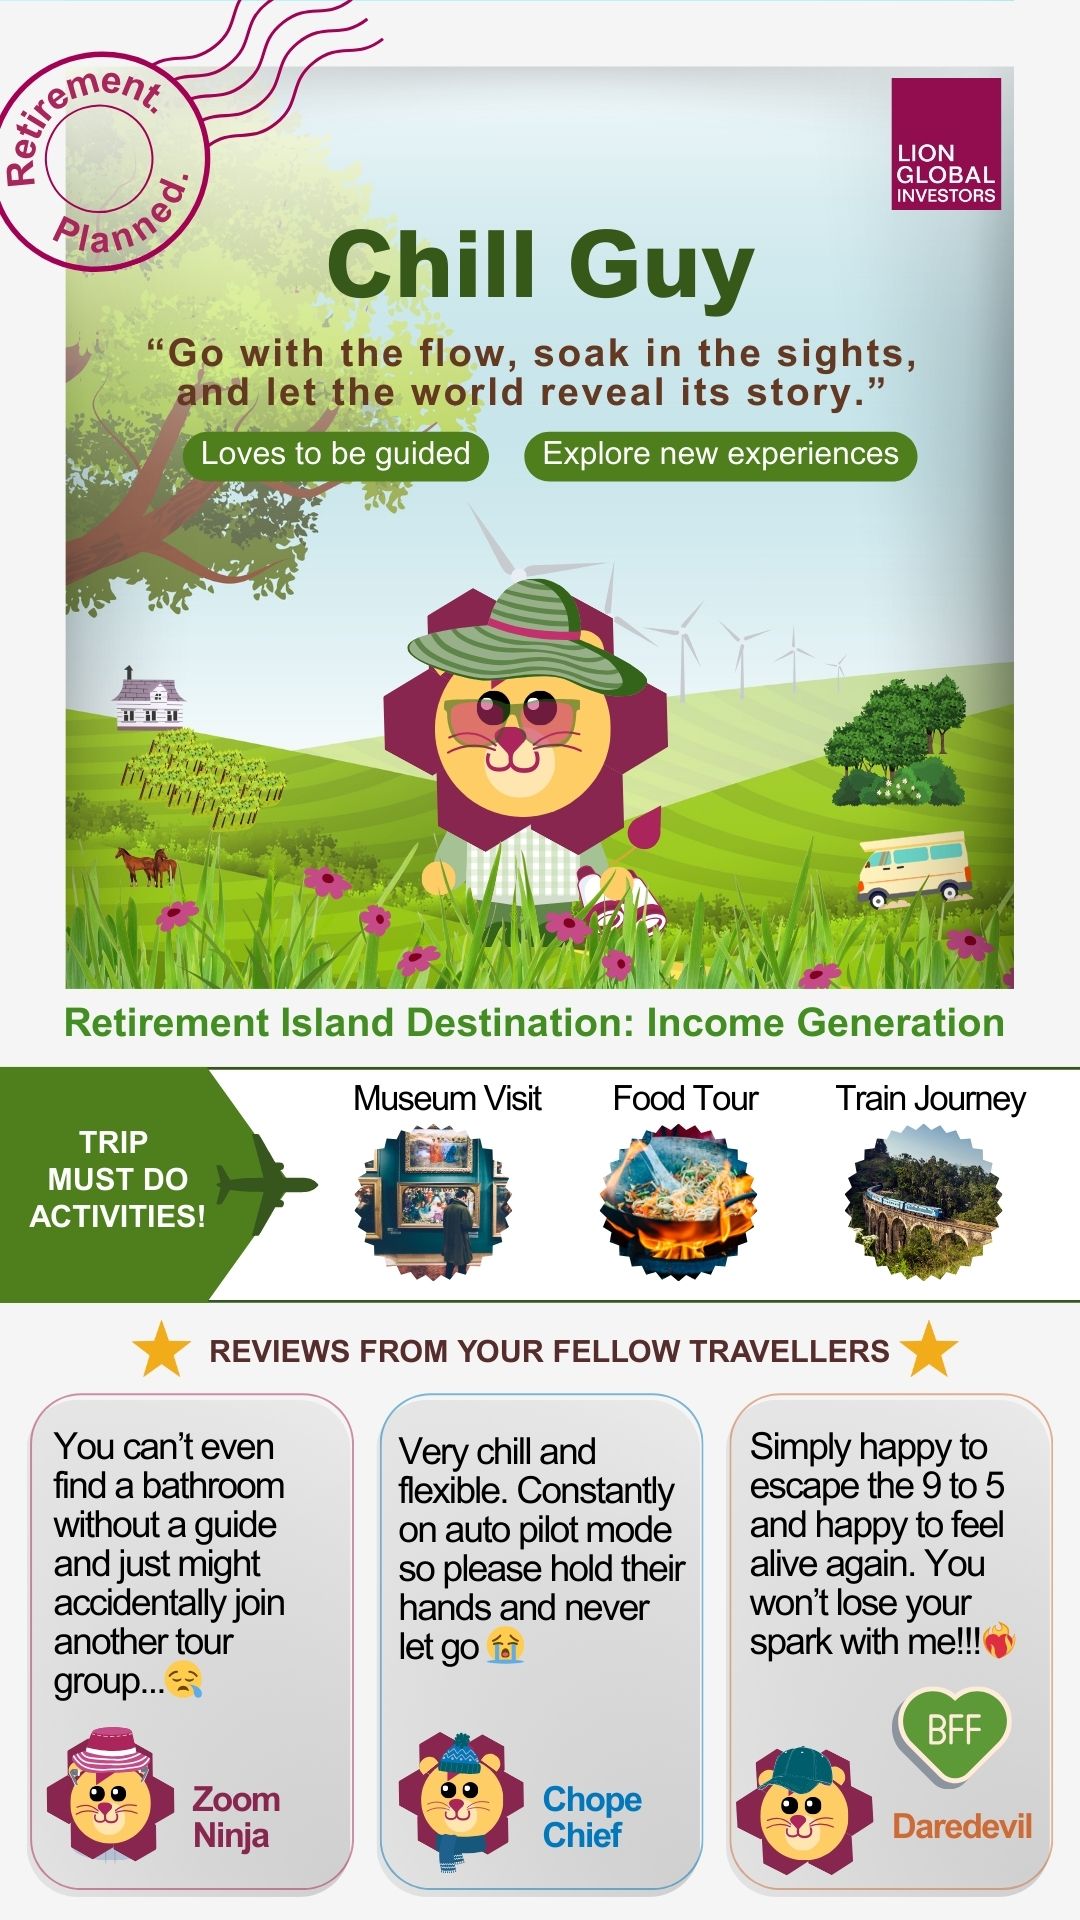 Retirement.
Planned.
LION
GLOBAL
INVESTORS
Chill Guy
“Go with the flow, soak in the sights,
and let the world reveal its story.”
Loves to be guided
Explore new experiences
Retirement Island Destination: Income Generation
TRIP
MUST DO
ACTIVITIES!
Museum Visit
Food Tour
Train Journey
REVIEWS FROM YOUR FELLOW TRAVELLERS
You can’t even
find a bathroom
without a guide
and just might
accidentally join
another tour
group...😪
Zoom
Ninja
Very chill and
flexible. Constantly
on auto pilot mode
so please hold their
hands and never
let go 😭
Chope
Chief
Simply happy to
escape the 9 to 5
and happy to feel
alive again. You
won’t lose your
spark with me!!!❤️‍🔥
BFF
Daredevil